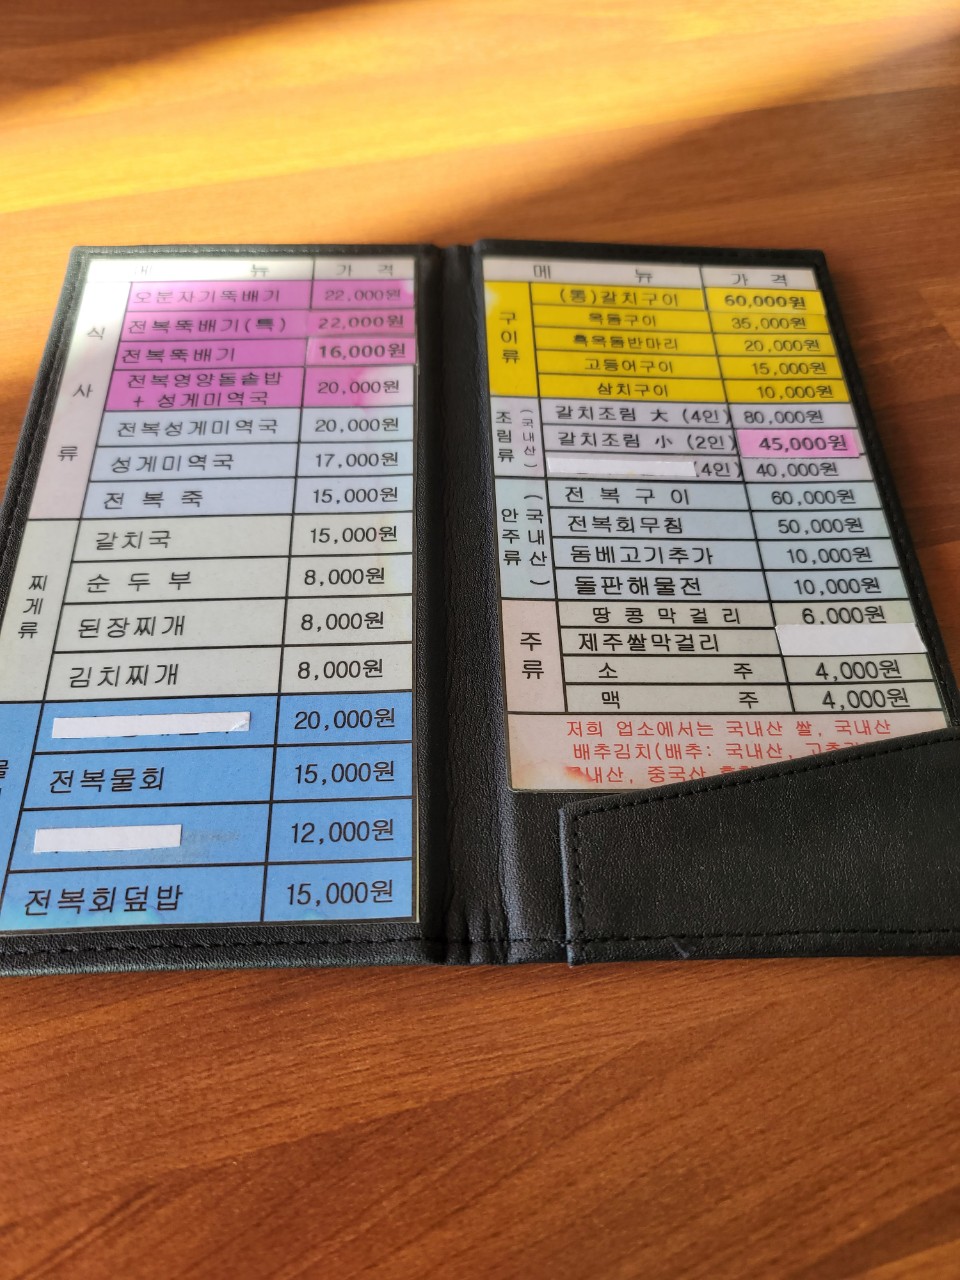 메 뉴 가 격
식 사 류
오분자기뚝배기 22,000원
전복뚝배기(특) 22,000원
전복뚝배기 16,000원
전복영양돌솥밥
+ 성게미역국 20,000원
전복성게미역국 20,000원
성게미역국 17,000원
전 복 죽 15,000원
찌게류
갈치국 15,000원
순 두 부 8,000원
된장찌개 8,000원
김치찌개 8,000원
20,000원
전복물회 15,000원
12,000원
전복회덮밥 15,000원
메 뉴 가 격
구이류
(통)갈치구이 60,000원
옥돔구이 35,000원
흑옥돔반마리 20,000원
고등어구이 15,000원
삼치구이 10,000원
조림류 (국내산)
갈치조림 大 (4인) 80,000원
갈치조림 小 (2인) 45,000원
(4인) 40,000원
안주류 (국내산)
전 복 구 이 60,000원
전복회무침 50,000원
돔베고기추가 10,000원
돌판해물전 10,000원
주류
땅 콩 막 걸 리 6,000원
제주쌀막걸리
소 주 4,000원
맥 주 4,000원
저희 업소에서는 국내산 쌀, 국내산
배추김치(배추: 국내산,
국내산, 중국산